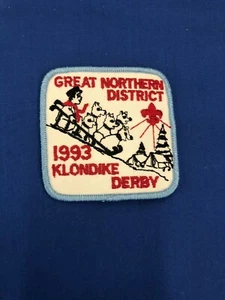 GREAT NORTHERN
DISTRICT
1993
KLONDIKE
DERBY